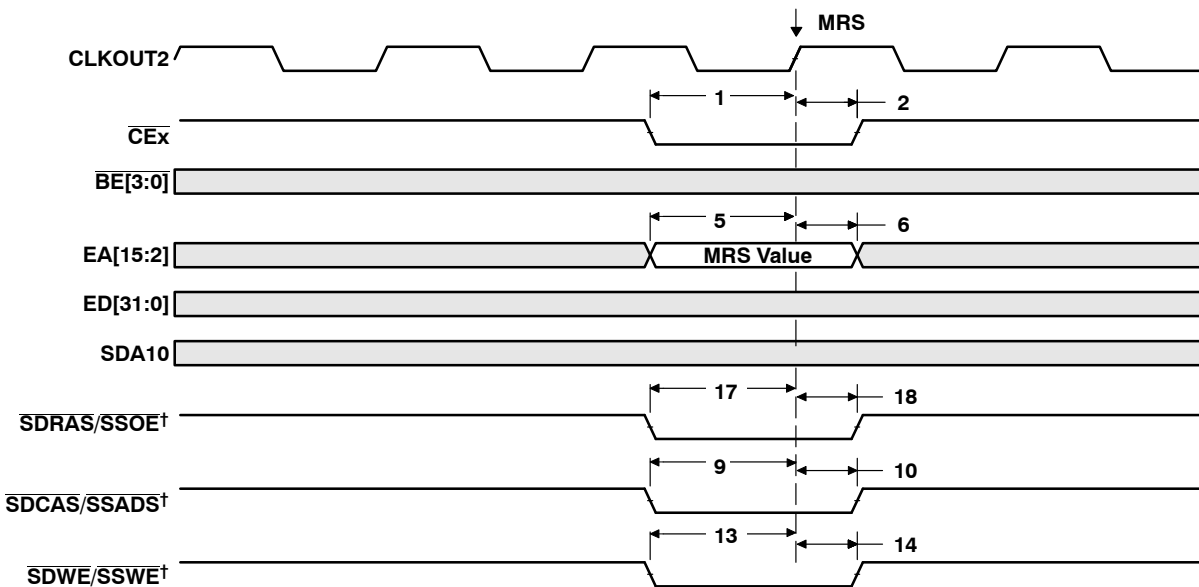 MRS
CLKOUT2
1
2
CEx
BE[3:0]
5
6
EA[15:2]
MRS Value
ED[31:0]
SDA10
17
18
SDRAS/SSOE†
9
10
SDCAS/SSADS†
13
14
SDWE/SSWE†